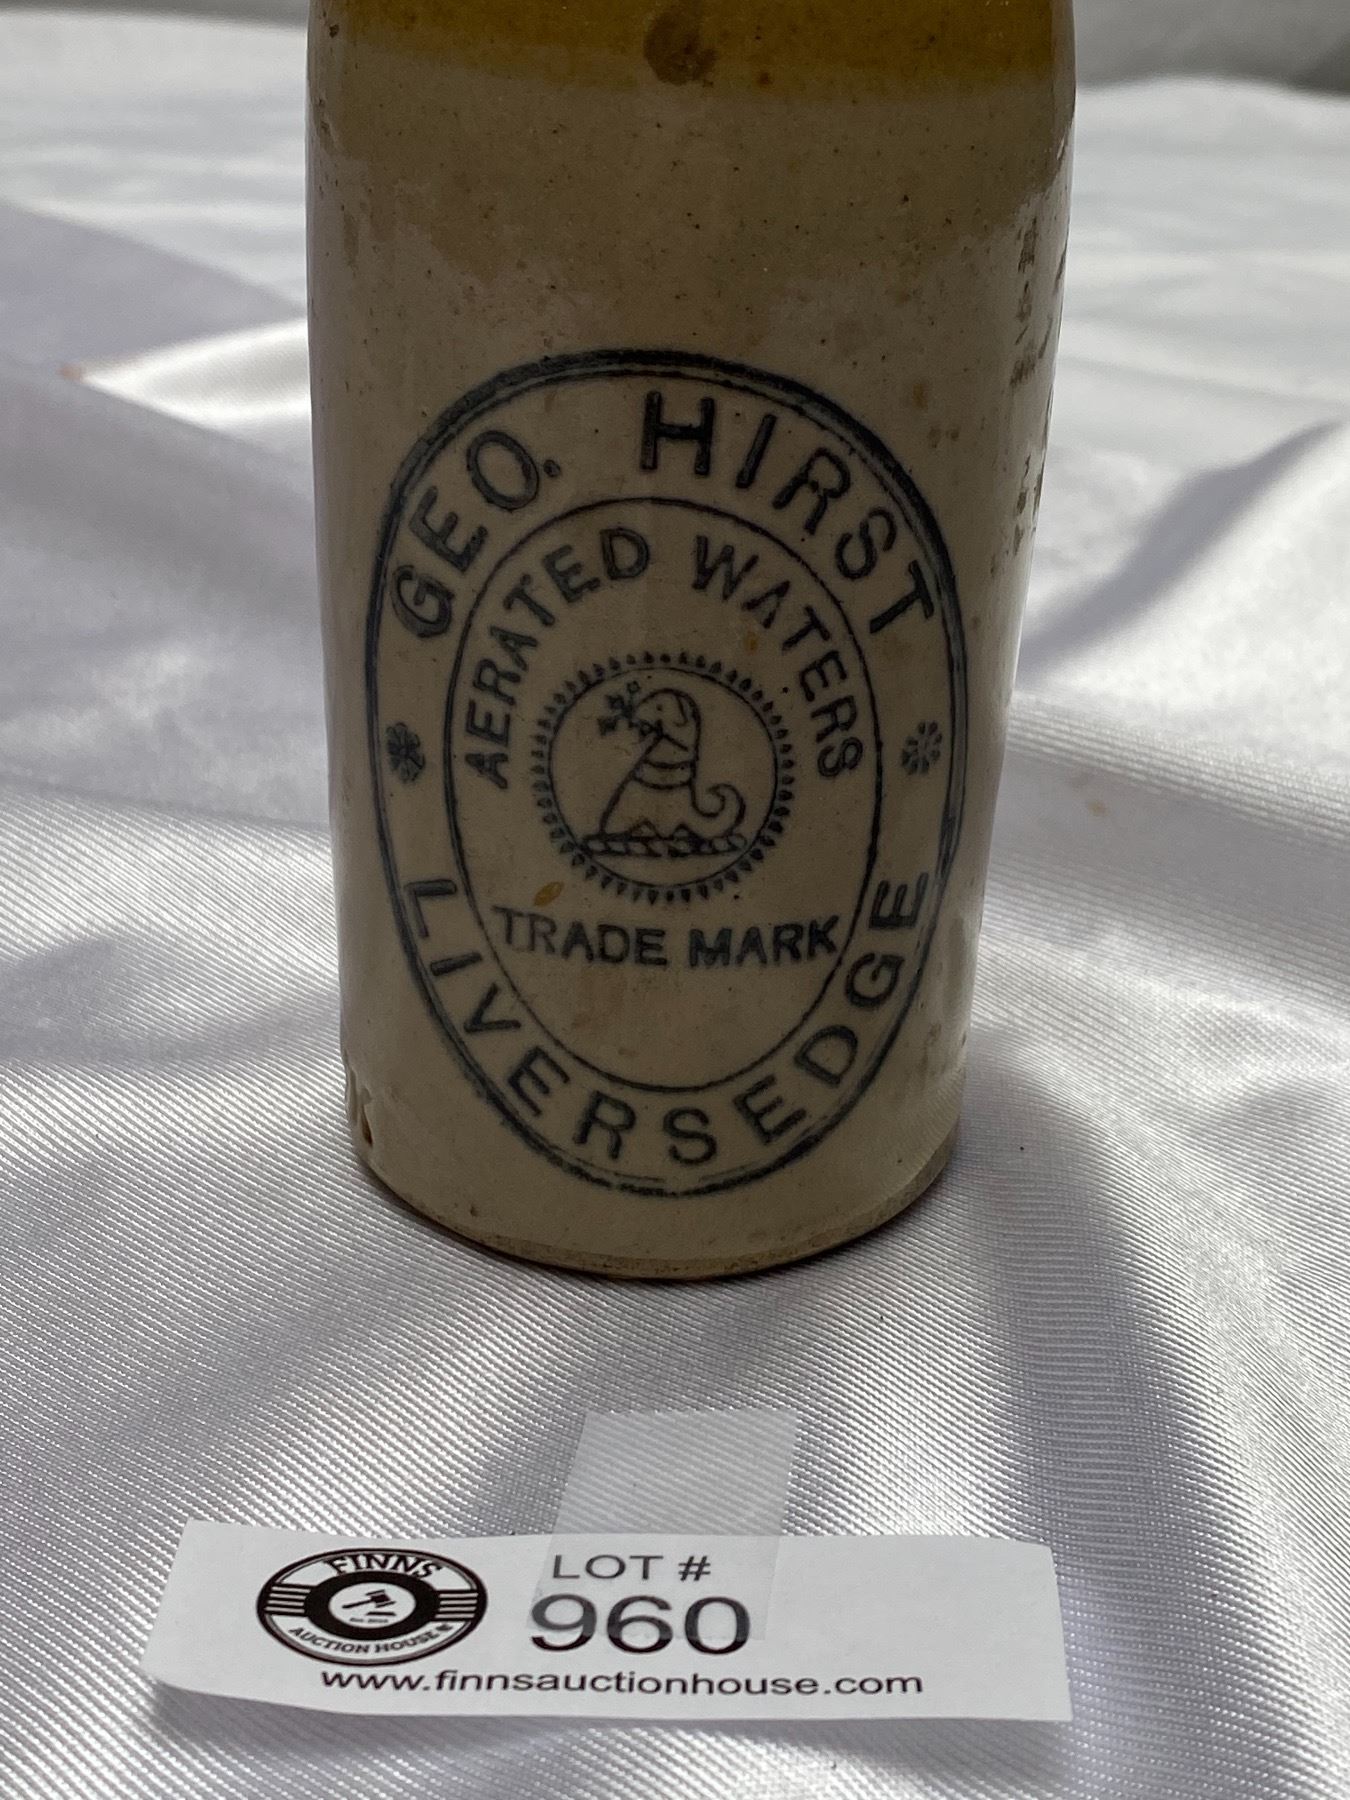 GEO. HIRST
AERATED WATERS
TRADE MARK
LIVERSEDGE
FINNS
AUCTION HOUSE
LOT #
960
www.finnsauctionhouse.com